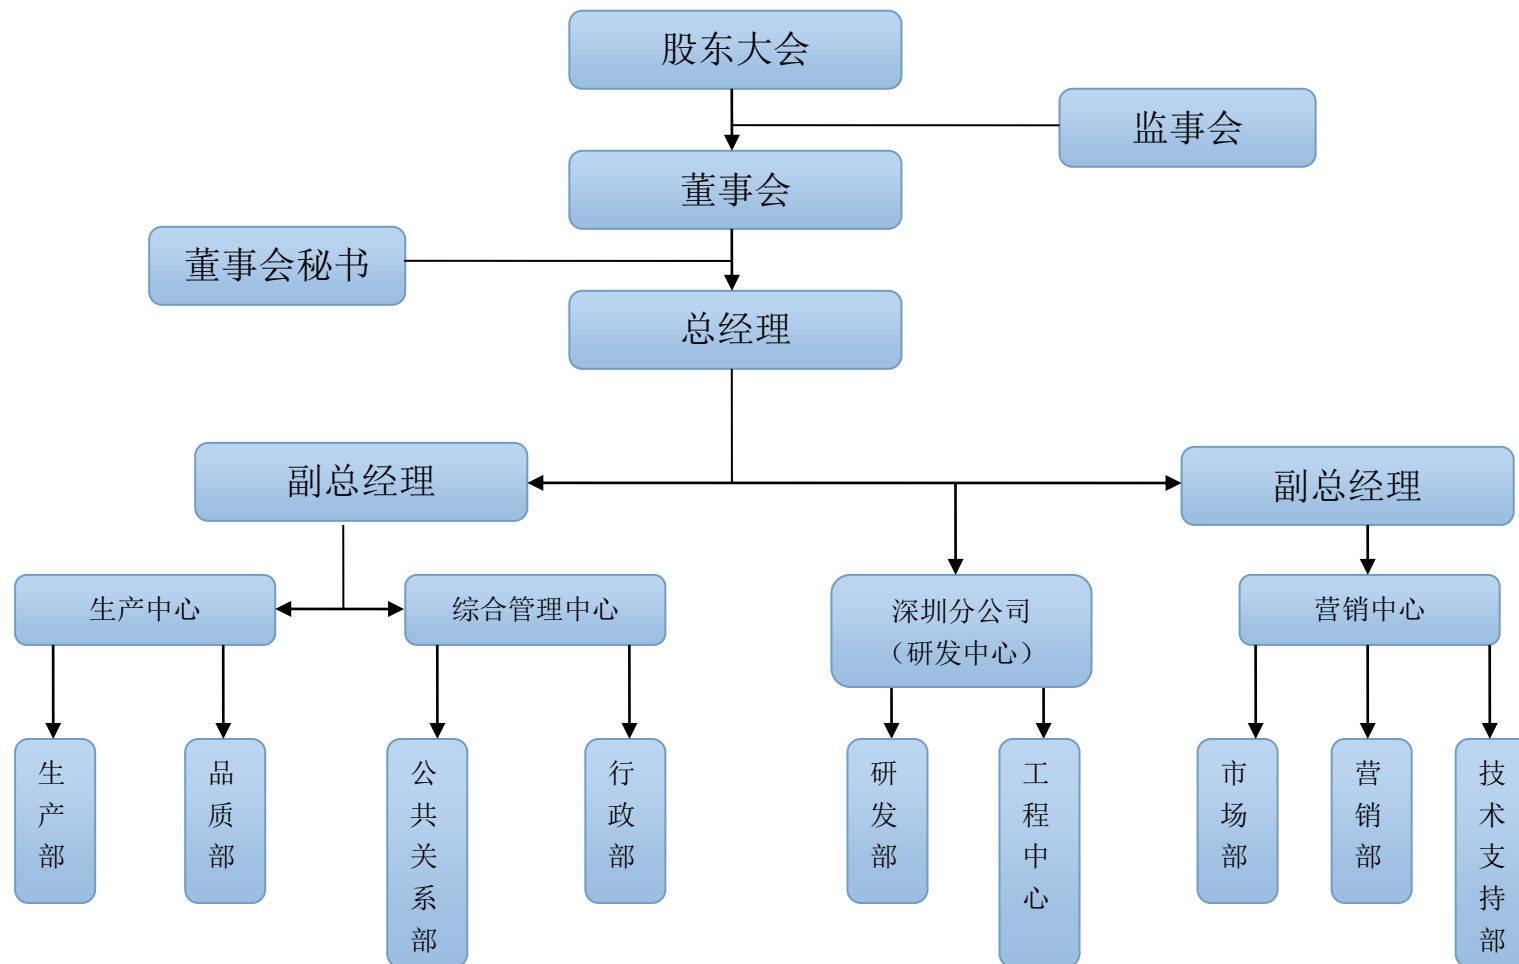 股东大会
监事会
董事会
董事会秘书
总经理
副总经理
副总经理
生产中心
综合管理中心
深圳分公司
（研发中心）
营销中心
生产部
品质部
公共关系部
行政部
研发部
工程中心
市场部
营销部
技术支持部